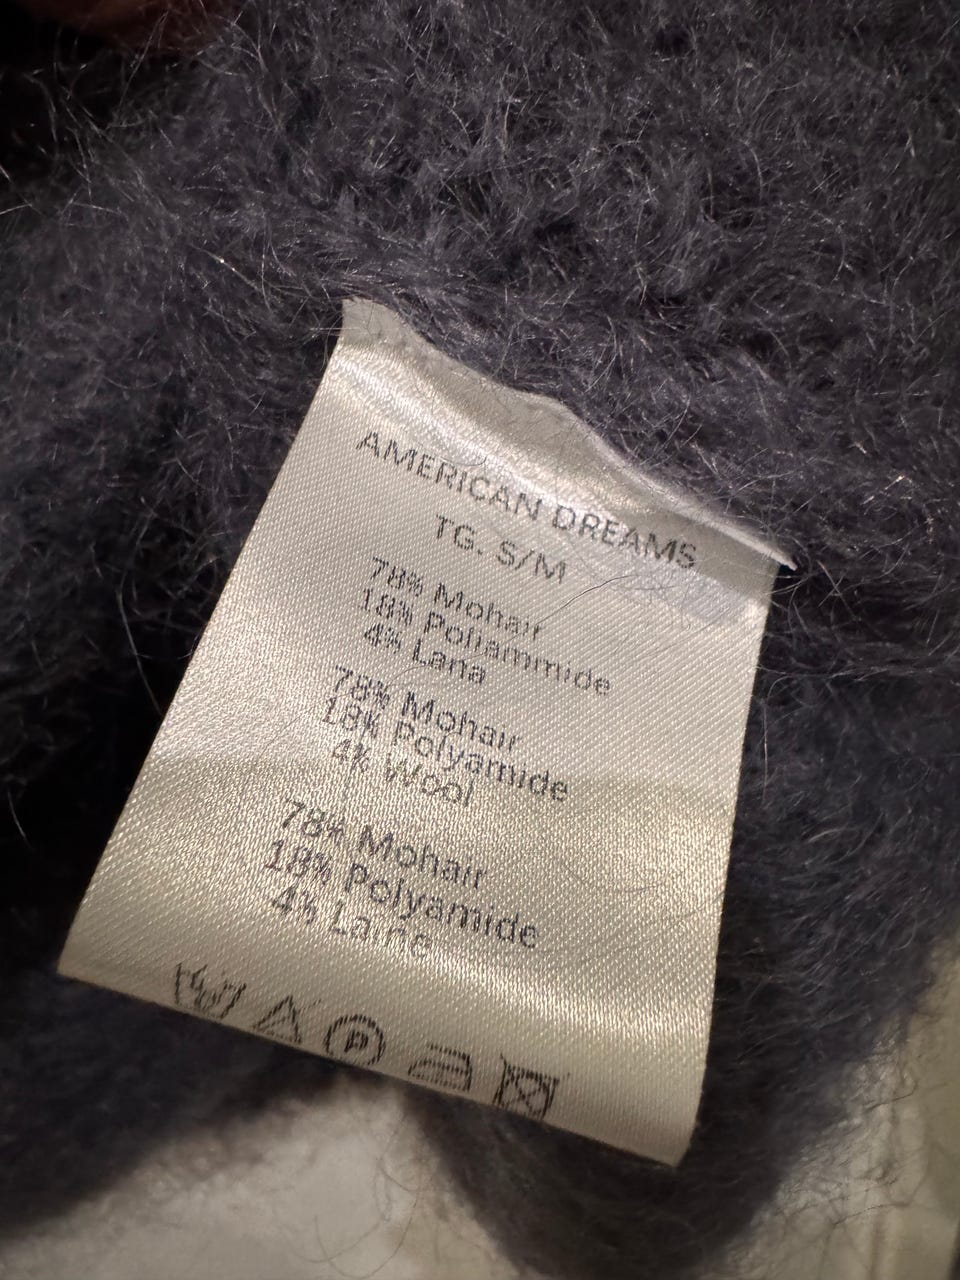 AMERICAN DREAMS
TG. S/M
78% Mohair
18% Poliammide
4% Lana
78% Mohair
18% Polyamide
4% Wool
78% Mohair
18% Polyamide
4% Laine
P